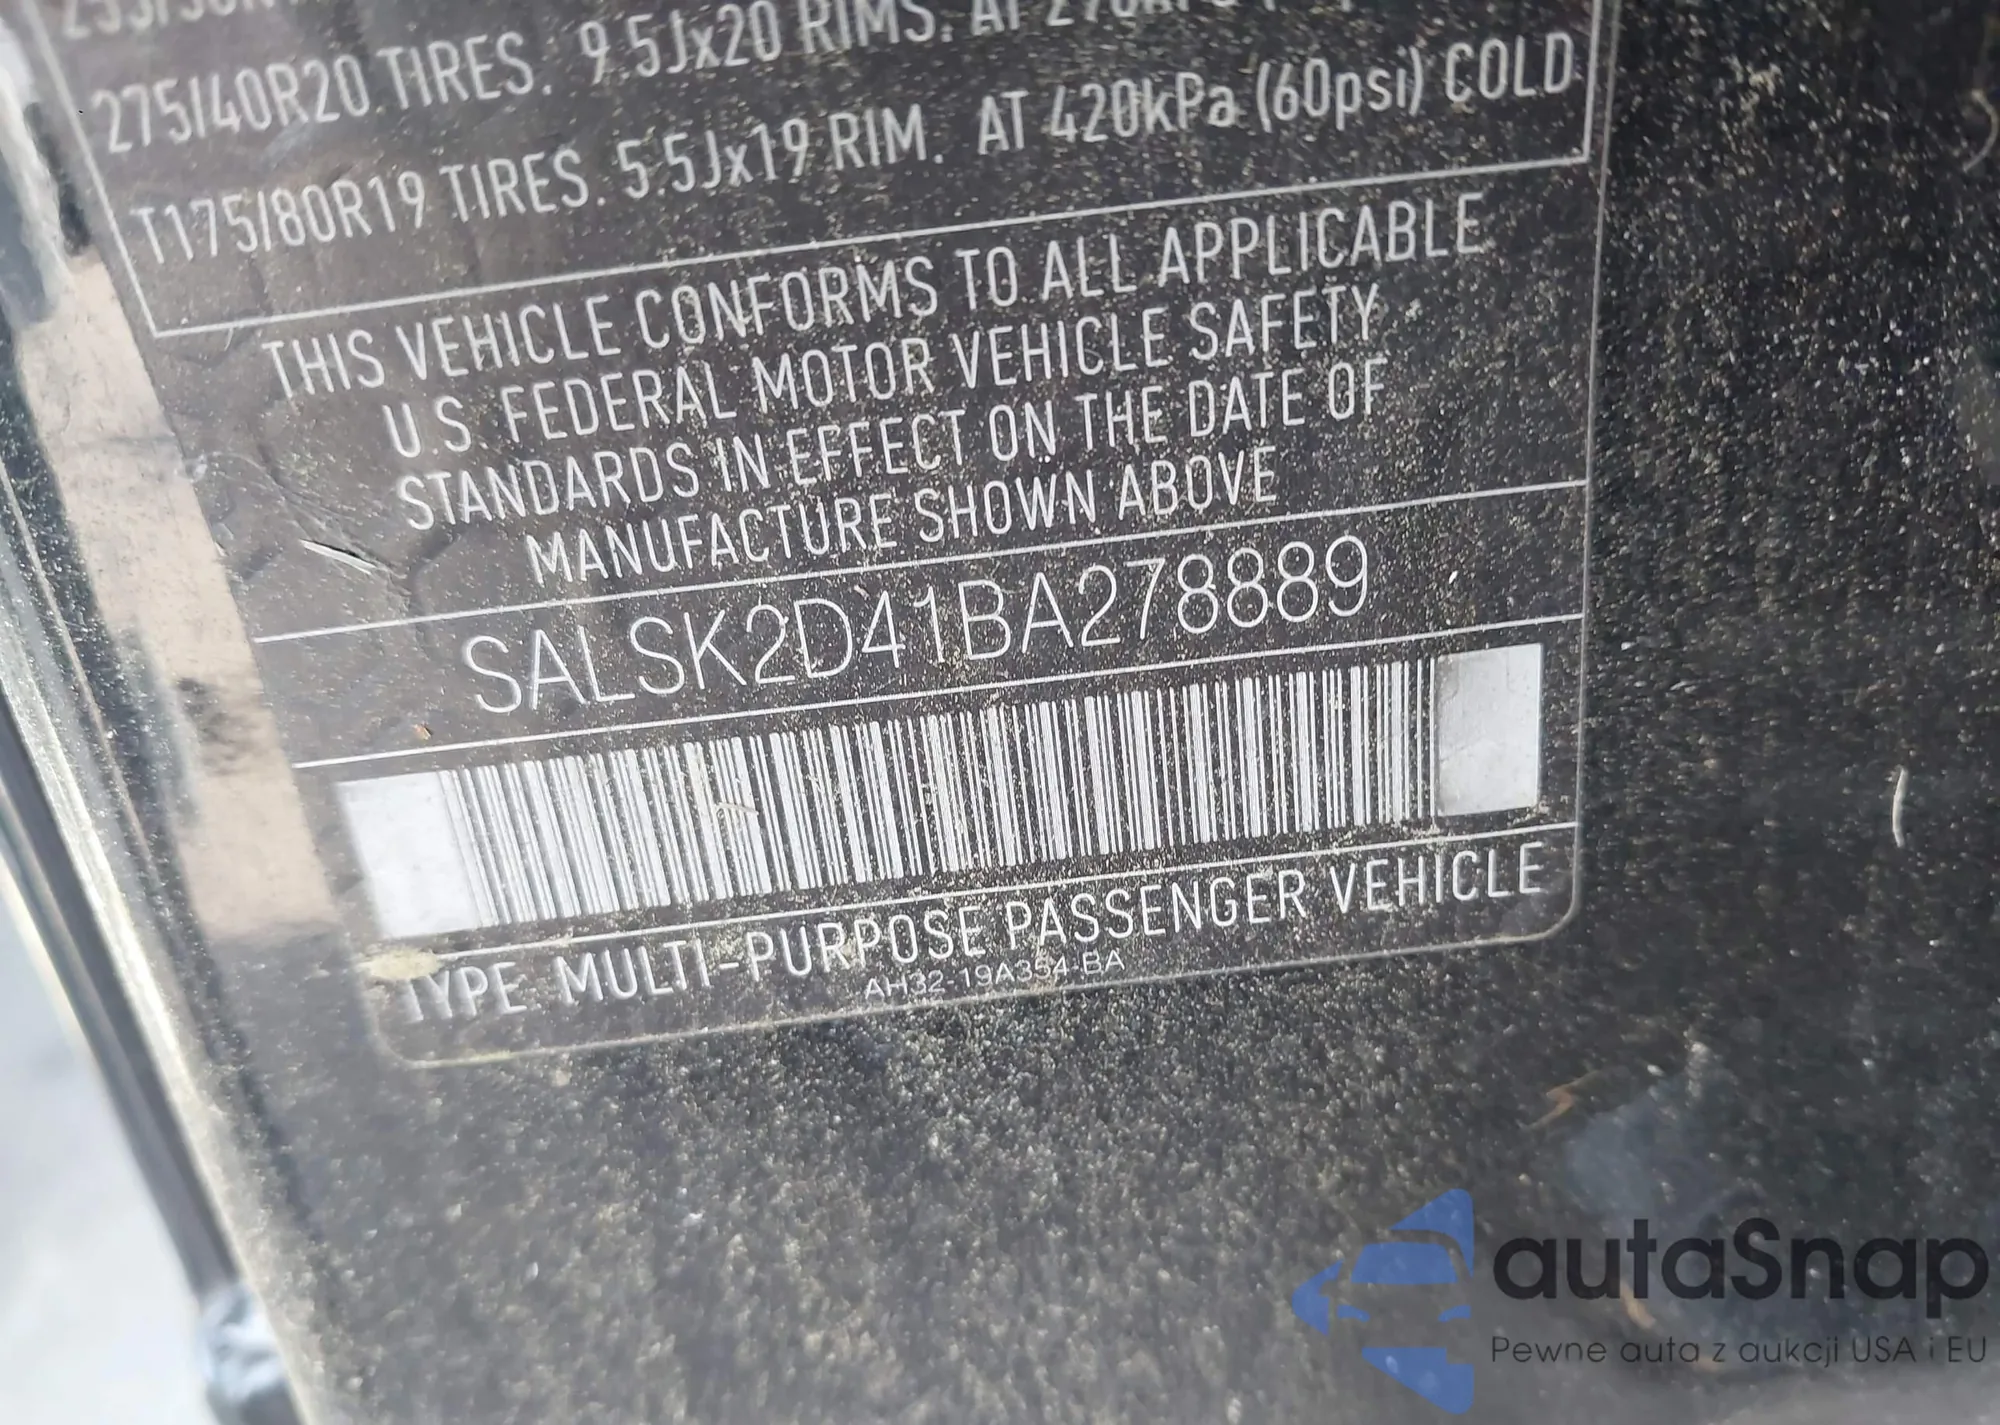 275/40R20 TIRES. 9.5Jx20 RIMS. AT
T175/80R19 TIRES. 5.5Jx19 RIM. AT 420kPa (60psi) COLD
THIS VEHICLE CONFORMS TO ALL APPLICABLE
U.S. FEDERAL MOTOR VEHICLE SAFETY
STANDARDS IN EFFECT ON THE DATE OF
MANUFACTURE SHOWN ABOVE
SALSK2D41BA278889
TYPE MULTI-PURPOSE PASSENGER VEHICLE
AH32-19A354-BA
autaSnap
Pewne auta z aukcji USA i EU